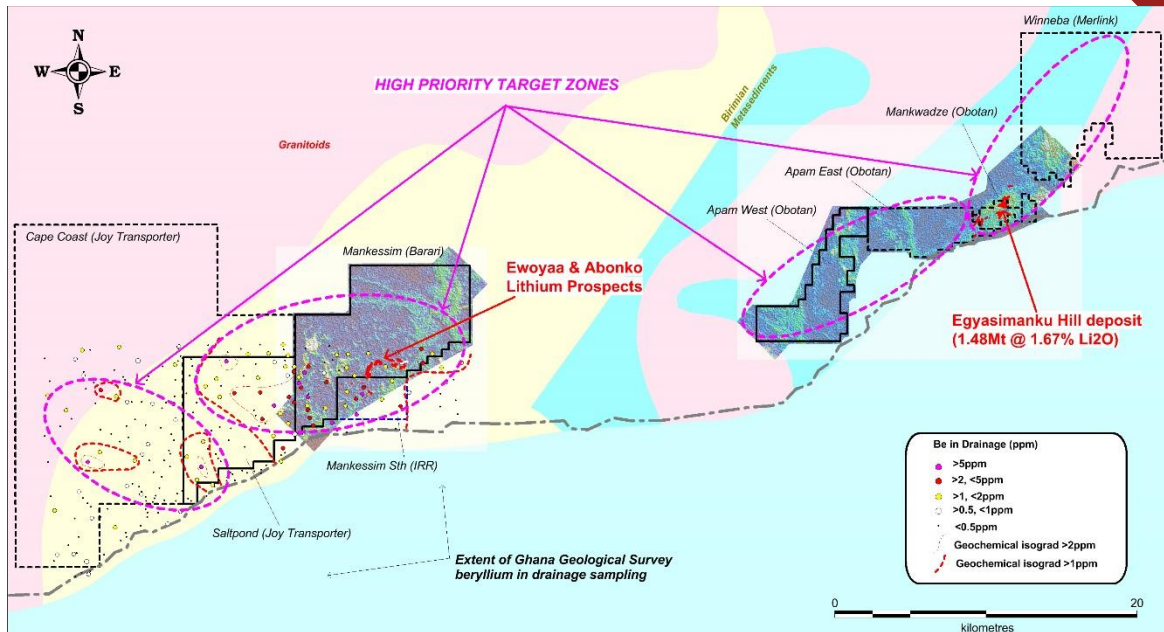 N
W E
S
HIGH PRIORITY TARGET ZONES
Granitoids
Birimian
Metasediments
Winneba (Merlink)
Mankwadze (Obotan)
Apam East (Obotan)
Apam West (Obotan)
Cape Coast (Joy Transporter)
Mankessim (Barari)
Ewoyaa & Abonko
Lithium Prospects
Egyasimanku Hill deposit
(1.48Mt @ 1.67% Li2O)
Mankessim Sth (IRR)
Saltpond (Joy Transporter)
Extent of Ghana Geological Survey
beryllium in drainage sampling
Be in Drainage (ppm)
>5ppm
>2, <5ppm
>1, <2ppm
>0.5, <1ppm
<0.5ppm
Geochemical isograd >2ppm
Geochemical isograd >1ppm
0 20
kilometres